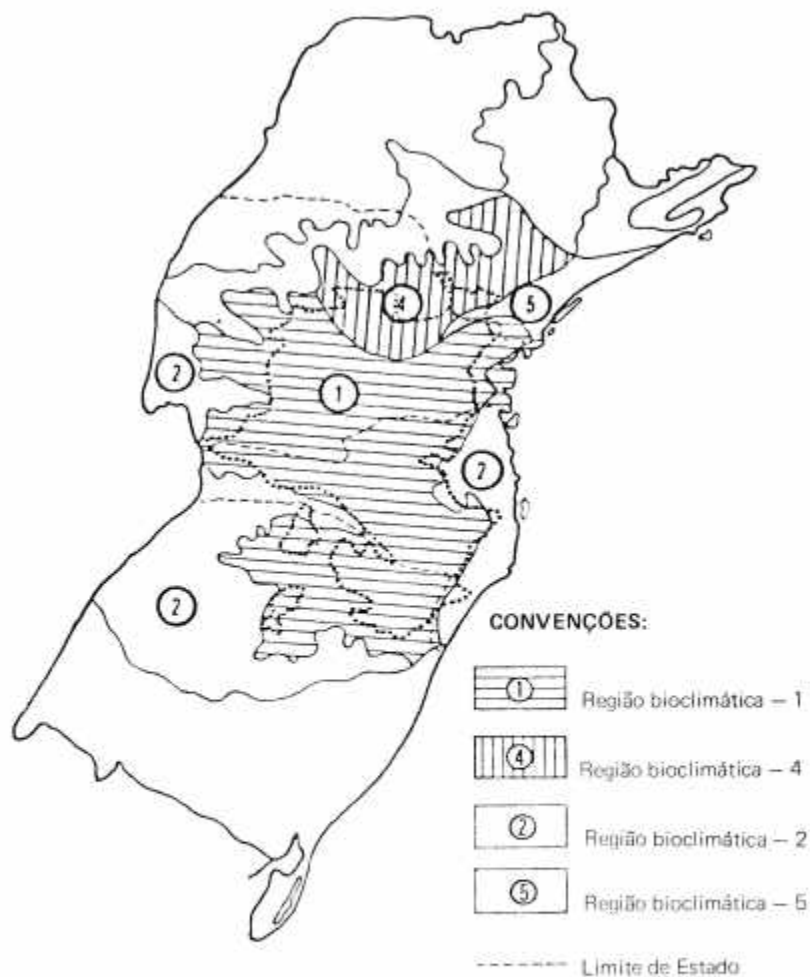 4
5
2
1
2
2
CONVENÇÕES:
1 Região bioclimática — 1
4 Região bioclimática — 4
2 Região bioclimática — 2
5 Região bioclimática — 5
Limite de Estado